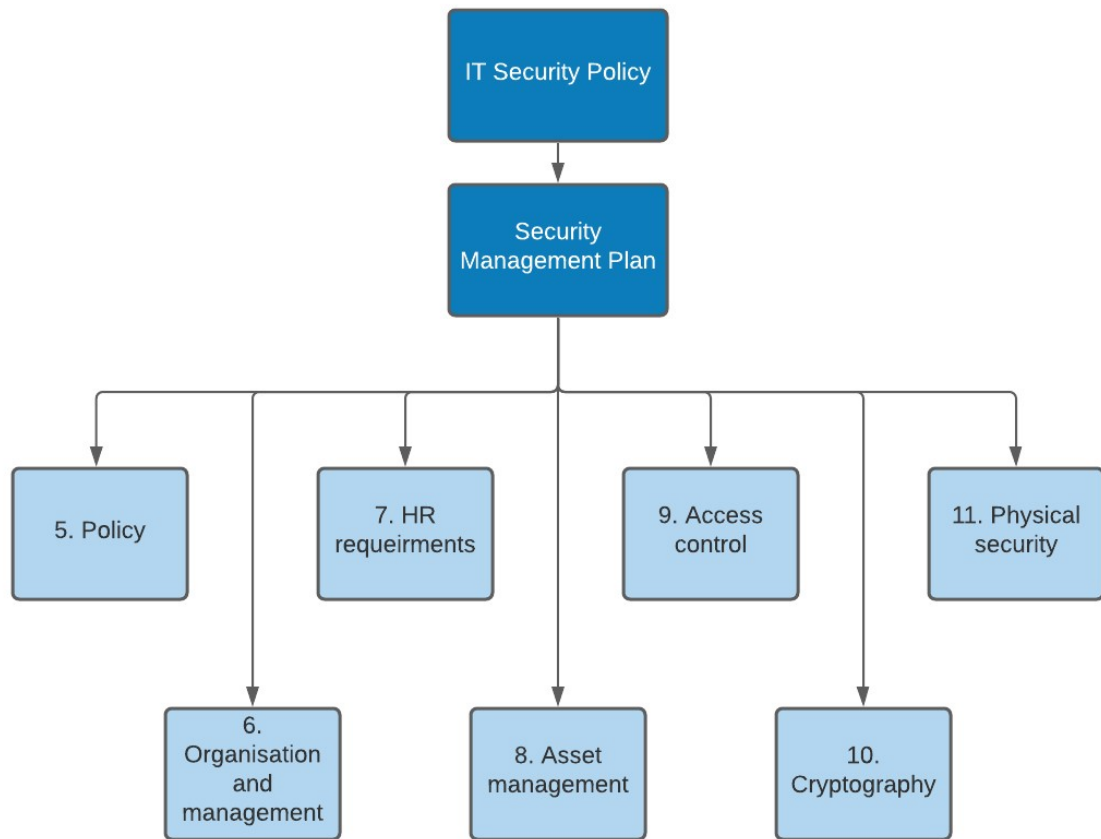 IT Security Policy
Security
Management Plan
5. Policy
7. HR
requeirments
9. Access
control
11. Physical
security
6.
Organisation
and
management
8. Asset
management
10.
Cryptography